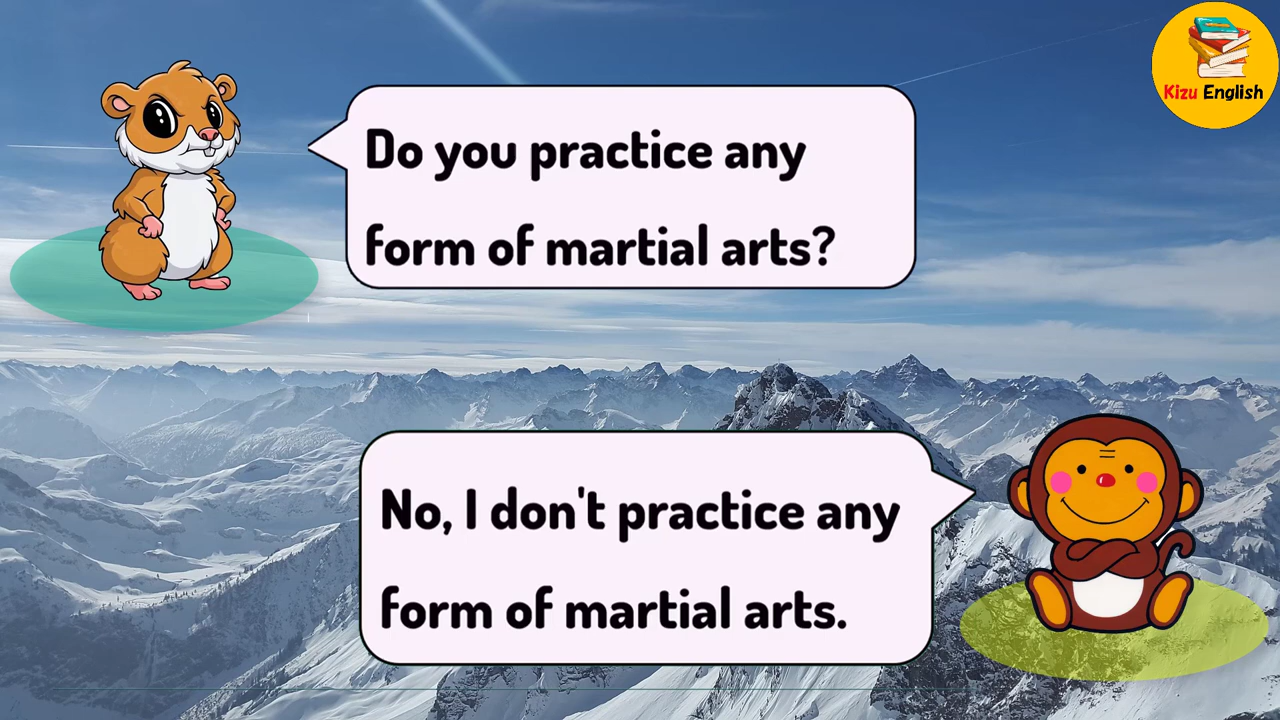 Kizu English
Do you practice any
form of martial arts?
No, I don't practice any
form of martial arts.